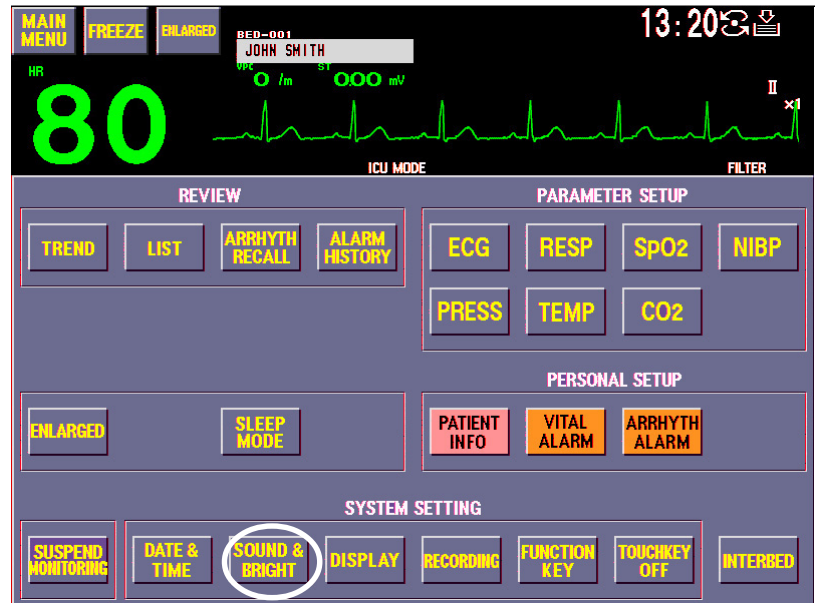 MAIN
MENU
FREEZE
ENLARGED
BED-001
JOHN SMITH
13:20
HR
80
VPC
0 /m
ST
0.00 mV
II
×1
ICU MODE
FILTER
REVIEW
TREND
LIST
ARRHYTH
RECALL
ALARM
HISTORY
PARAMETER SETUP
ECG
RESP
SpO2
NIBP
PRESS
TEMP
CO2
ENLARGED
SLEEP
MODE
PERSONAL SETUP
PATIENT
INFO
VITAL
ALARM
ARRHYTH
ALARM
SYSTEM SETTING
SUSPEND
MONITORING
DATE &
TIME
SOUND &
BRIGHT
DISPLAY
RECORDING
FUNCTION
KEY
TOUCHKEY
OFF
INTERBED